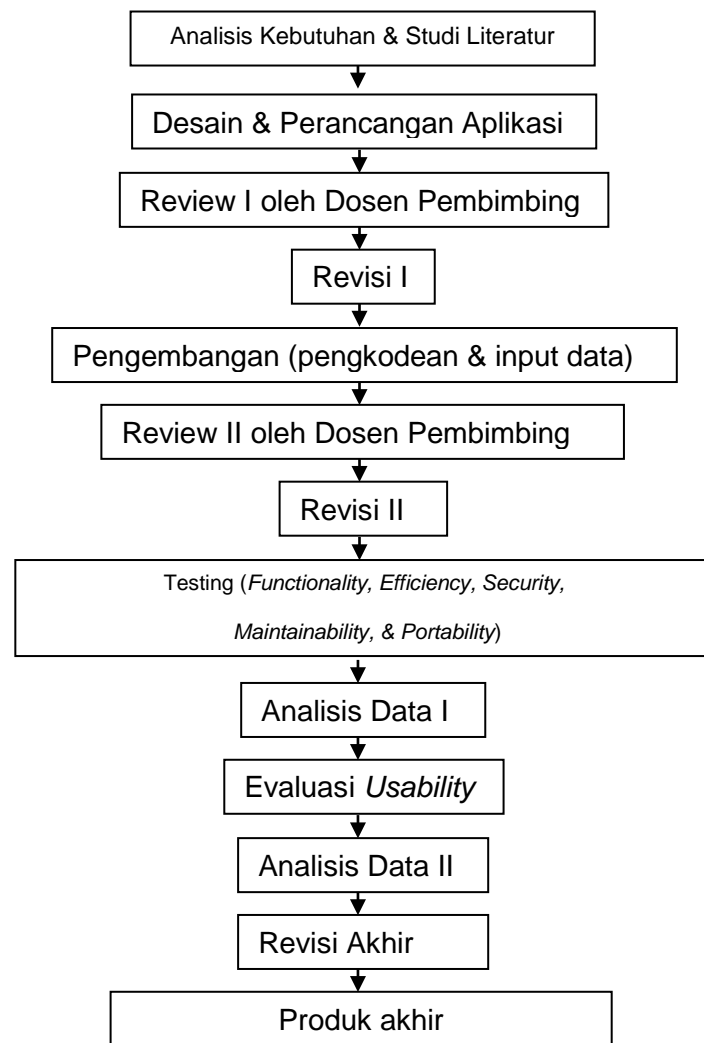 Analisis Kebutuhan & Studi Literatur
Desain & Perancangan Aplikasi
Review I oleh Dosen Pembimbing
Revisi I
Pengembangan (pengkodean & input data)
Review II oleh Dosen Pembimbing
Revisi II
Testing (Functionality, Efficiency, Security,
Maintainability, & Portability)
Analisis Data I
Evaluasi Usability
Analisis Data II
Revisi Akhir
Produk akhir